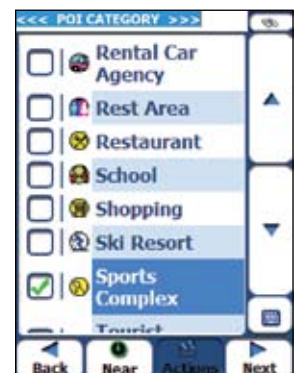 <<< POI CATEGORY >>>
Rental Car
Agency
Rest Area
Restaurant
School
Shopping
Ski Resort
Sports
Complex
Tourist
Back Near Actions Next